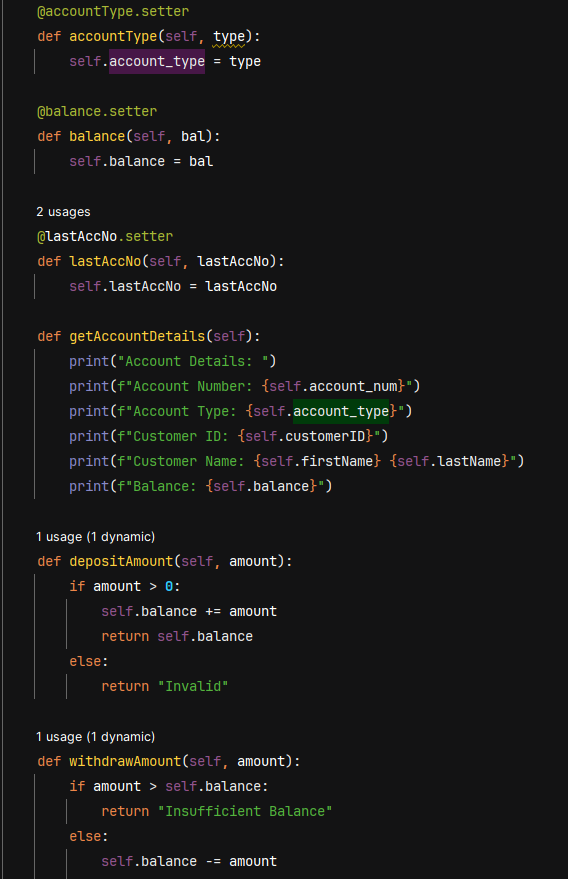 @accountType.setter
def accountType(self, type):
    self.account_type = type
@balance.setter
def balance(self, bal):
    self.balance = bal
2 usages
@lastAccNo.setter
def lastAccNo(self, lastAccNo):
    self.lastAccNo = lastAccNo
def getAccountDetails(self):
    print("Account Details: ")
    print(f"Account Number: {self.account_num}")
    print(f"Account Type: {self.account_type}")
    print(f"Customer ID: {self.customerID}")
    print(f"Customer Name: {self.firstName} {self.lastName}")
    print(f"Balance: {self.balance}")
1 usage (1 dynamic)
def depositAmount(self, amount):
    if amount > 0:
        self.balance += amount
        return self.balance
    else:
        return "Invalid"
1 usage (1 dynamic)
def withdrawAmount(self, amount):
    if amount > self.balance:
        return "Insufficient Balance"
    else:
        self.balance -= amount